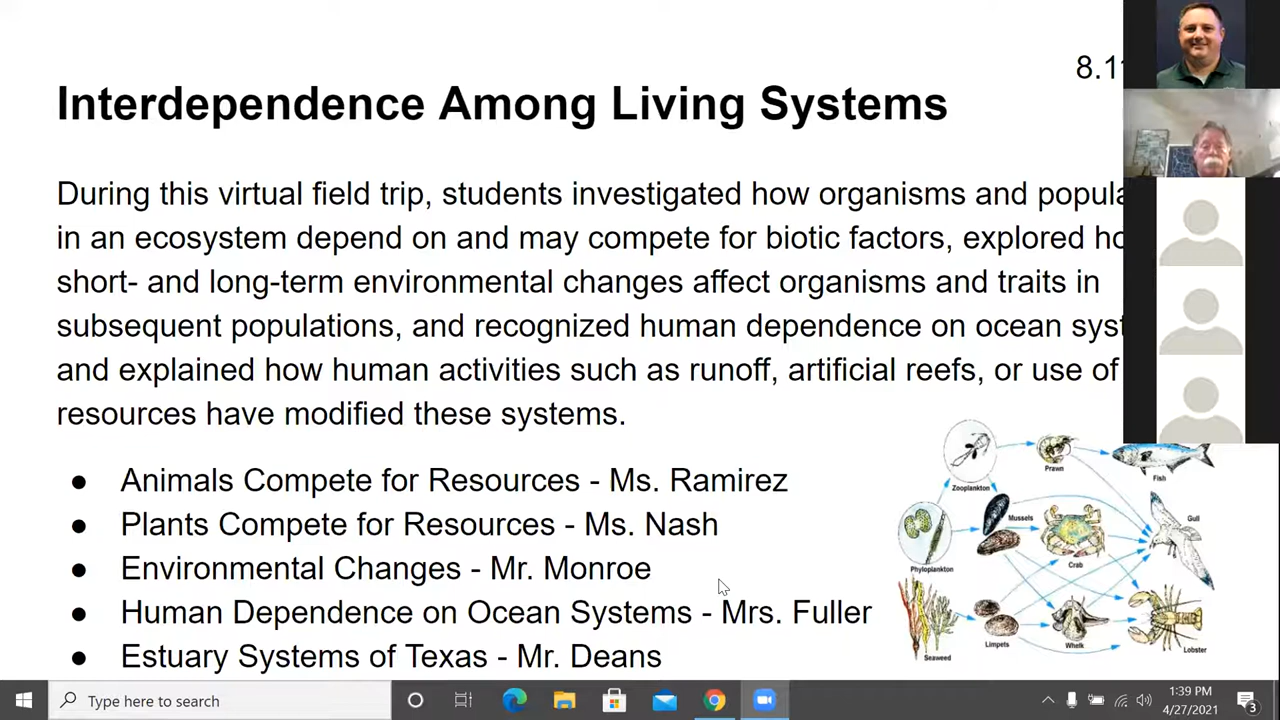 8.1
Interdependence Among Living Systems
During this virtual field trip, students investigated how organisms and popula
in an ecosystem depend on and may compete for biotic factors, explored ho
short- and long-term environmental changes affect organisms and traits in
subsequent populations, and recognized human dependence on ocean syst
and explained how human activities such as runoff, artificial reefs, or use of
resources have modified these systems.
● Animals Compete for Resources - Ms. Ramirez
● Plants Compete for Resources - Ms. Nash
● Environmental Changes - Mr. Monroe
● Human Dependence on Ocean Systems - Mrs. Fuller
● Estuary Systems of Texas - Mr. Deans
Zooplankton
Prawn
Fish
Mussels
Gull
Phyloplankton
Crab
Seaweed
Limpets
Whelk
Lobster
Type here to search
1:39 PM
4/27/2021
3